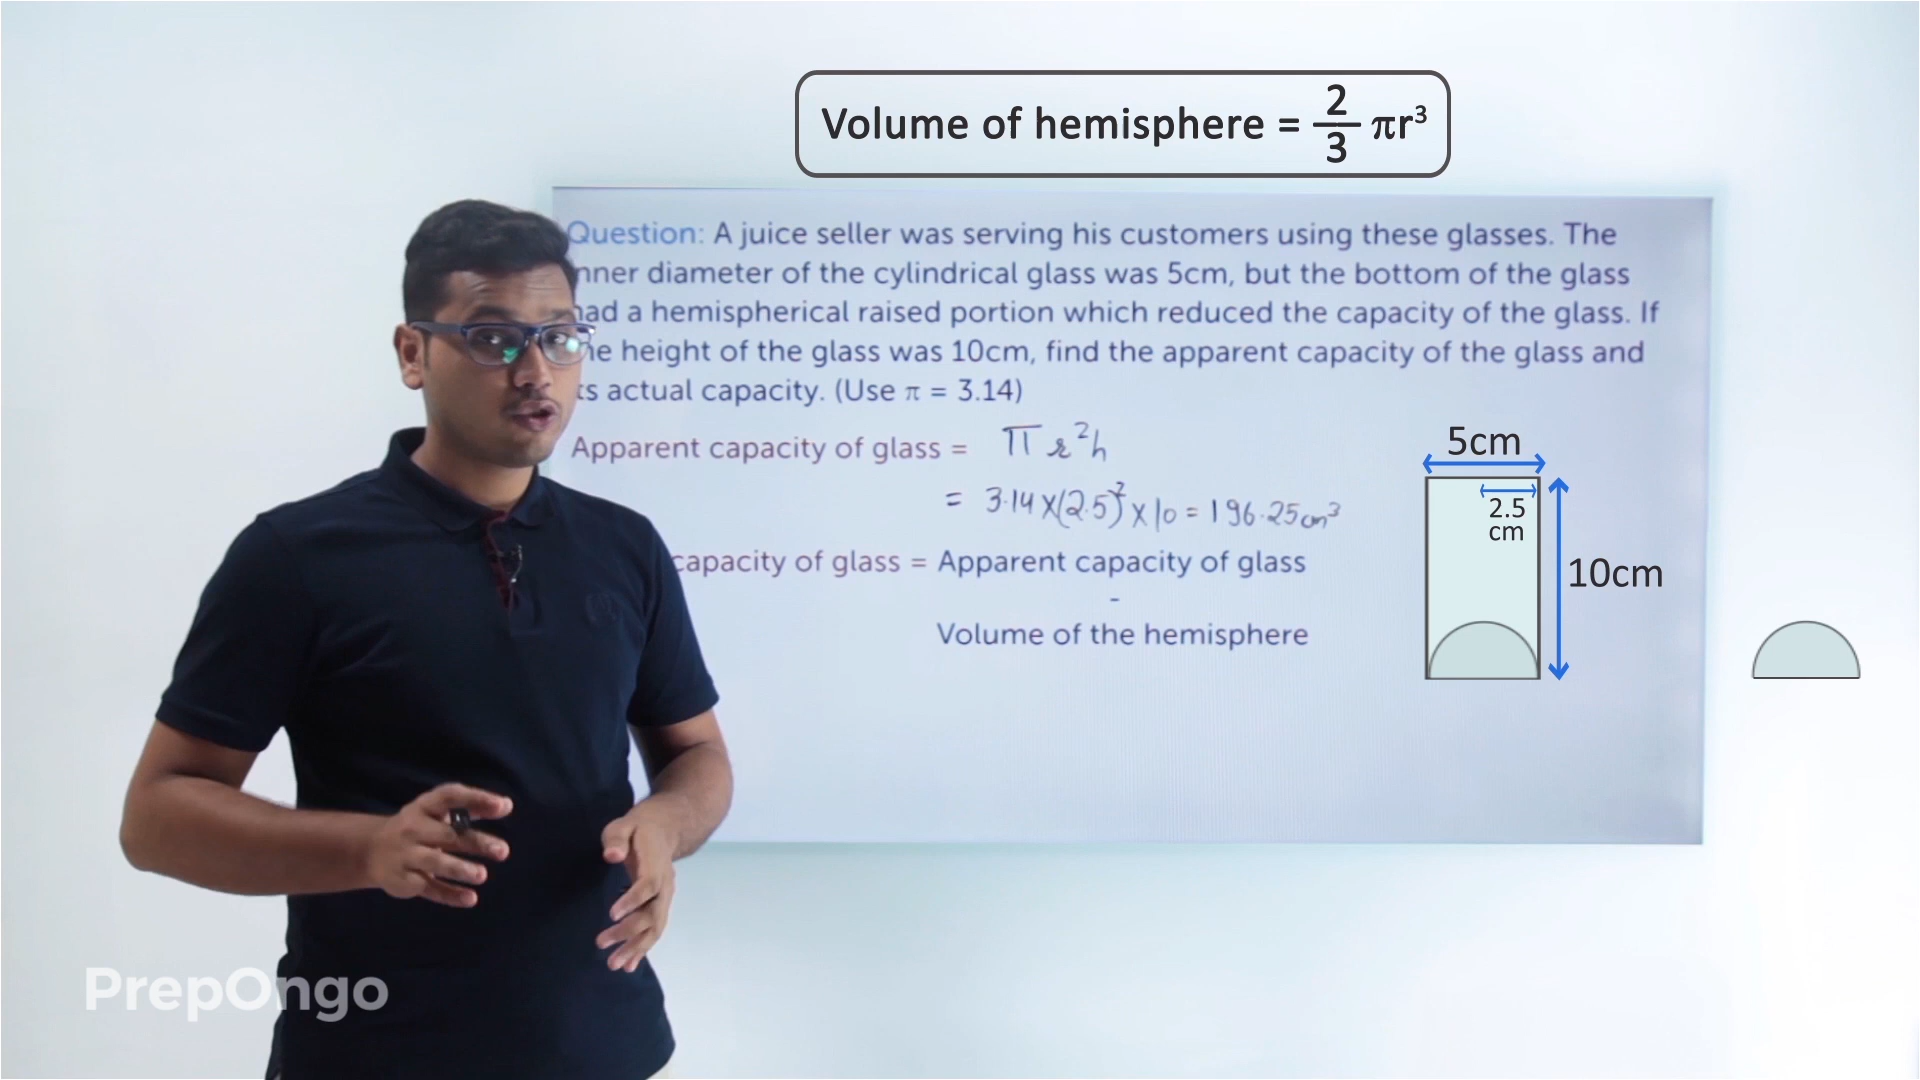 Volume of hemisphere = 2/3 πr³
Question: A juice seller was serving his customers using these glasses. The
nner diameter of the cylindrical glass was 5cm, but the bottom of the glass
had a hemispherical raised portion which reduced the capacity of the glass. If
he height of the glass was 10cm, find the apparent capacity of the glass and
ts actual capacity. (Use π = 3.14)
Apparent capacity of glass = πr²h
= 3.14×(2.5)²×10 = 196.25cm³
capacity of glass = Apparent capacity of glass
-
Volume of the hemisphere
5cm
2.5
cm
10cm
PrepOngo